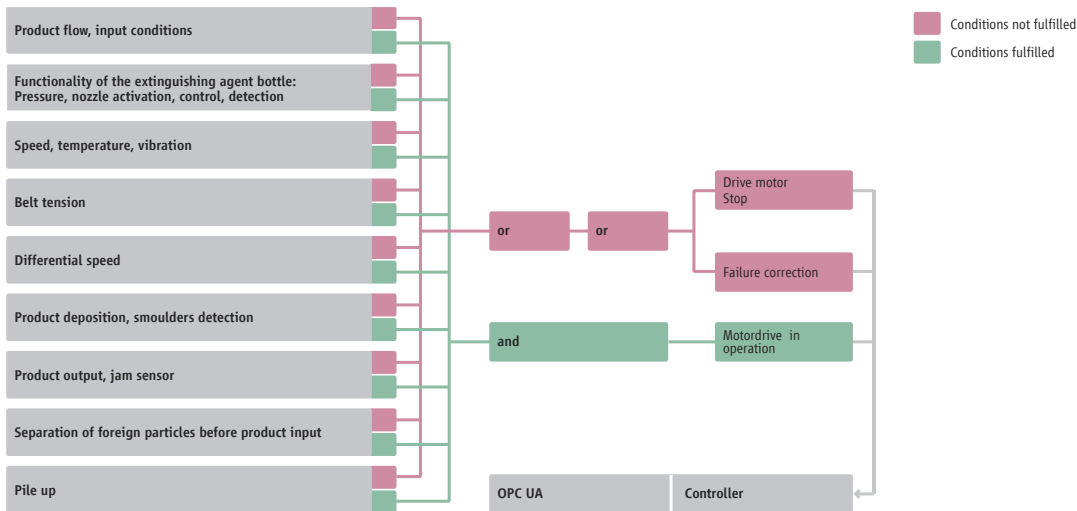 Product flow, input conditions
Functionality of the extinguishing agent bottle:
Pressure, nozzle activation, control, detection
Speed, temperature, vibration
Belt tension
Differential speed
Product deposition, smoulders detection
Product output, jam sensor
Separation of foreign particles before product input
Pile up
or
or
and
Drive motor
Stop
Failure correction
Motordrive in
operation
OPC UA
Controller
Conditions not fulfilled
Conditions fulfilled